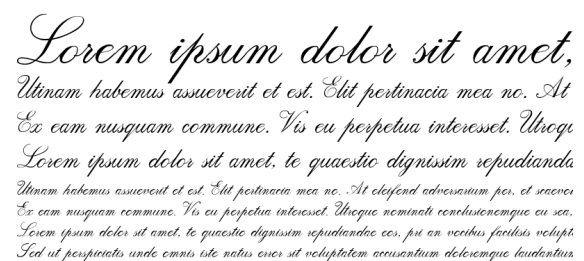 Lorem ipsum dolor sit amet,
Utinam habemus assueverit et est. Elit pertinacia mea no. At
Ex eam nusquam commune. Vis eu perpetua interesset. Utroqu
Lorem ipsum dolor sit amet, te quaestio dignissim repudianda
Utinam habemus assueverit et est. Elit pertinacia mea no. At eleifend adversarium per, et scaevol
Ex eam nusquam commune. Vis eu perpetua interesset. Utroque nominati conclusionemque eu sea,
Lorem ipsum dolor sit amet, te quaestio dignissim repudiandae eos, pri an vocibus facilisis volupt
Sed ut perspiciatis unde omnis iste natus error sit voluptatem accusantium doloremque laudantium